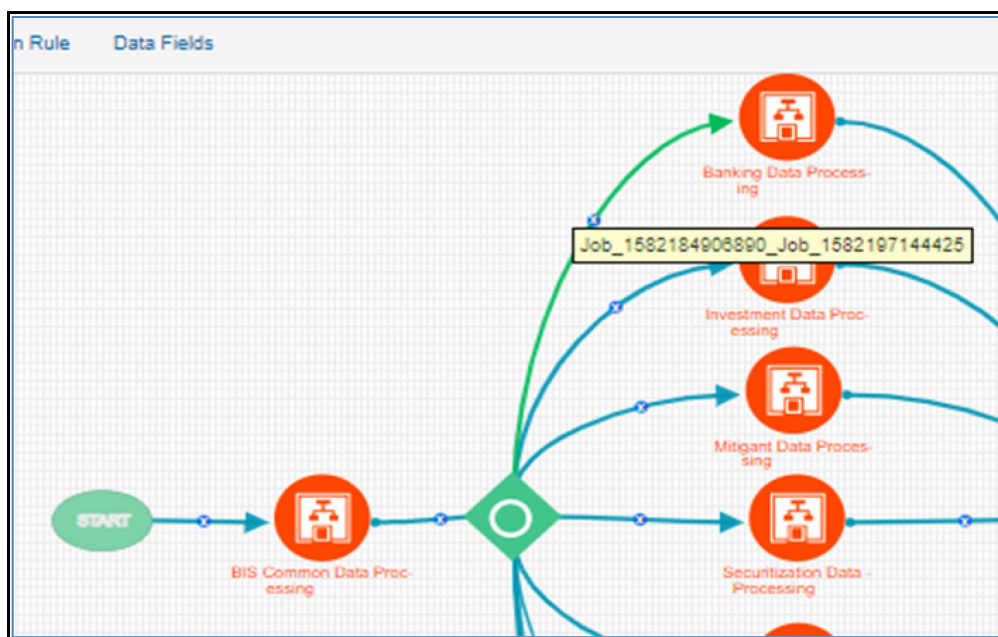 n Rule Data Fields
Banking Data Process-
ing
Job_1582184906890_Job_1582197144425
Investment Data Proc-
essing
Mitigant Data Proces-
sing
START
BIS Common Data Proc-
essing
Securitization Data -
Processing